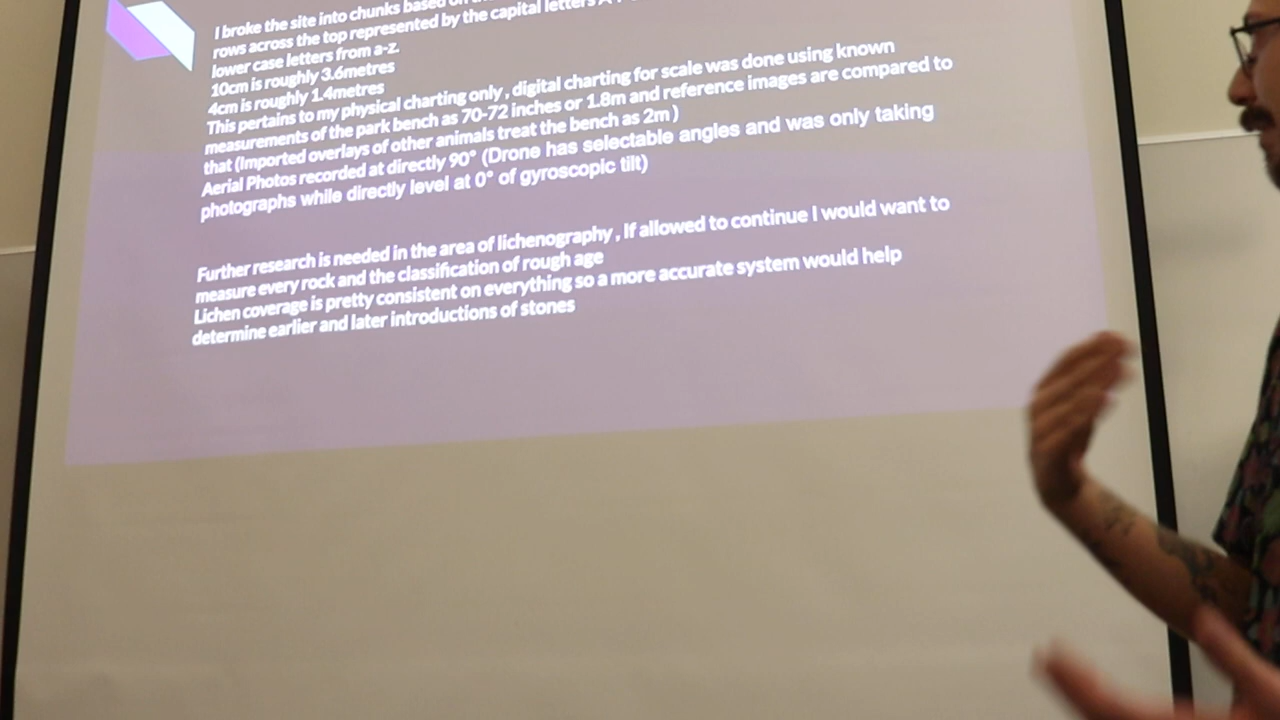 I broke the site into chunks based on
rows across the top represented by the capital letters A
lower case letters from a-z.
10cm is roughly 3.6metres
4cm is roughly 1.4metres
This pertains to my physical charting only , digital charting for scale was done using known
measurements of the park bench as 70-72 inches or 1.8m and reference images are compared to
that (Imported overlays of other animals treat the bench as 2m )
Aerial Photos recorded at directly 90° (Drone has selectable angles and was only taking
photographs while directly level at 0° of gyroscopic tilt)
Further research is needed in the area of lichenography , If allowed to continue I would want to
measure every rock and the classification of rough age
Lichen coverage is pretty consistent on everything so a more accurate system would help
determine earlier and later introductions of stones